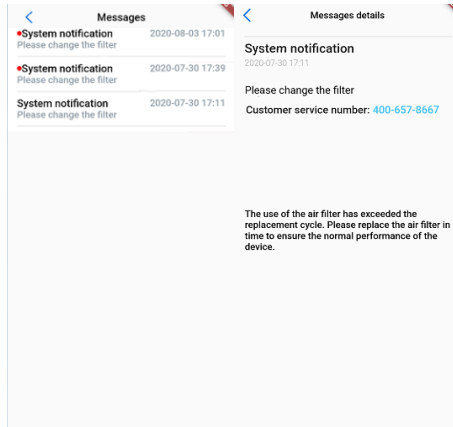 Messages
System notification 2020-08-03 17:01
Please change the filter
System notification 2020-07-30 17:39
Please change the filter
System notification 2020-07-30 17:11
Please change the filter
Messages details
System notification
2020-07-30 17:11
Please change the filter
Customer service number: 400-657-8667
The use of the air filter has exceeded the
replacement cycle. Please replace the air filter in
time to ensure the normal performance of the
device.